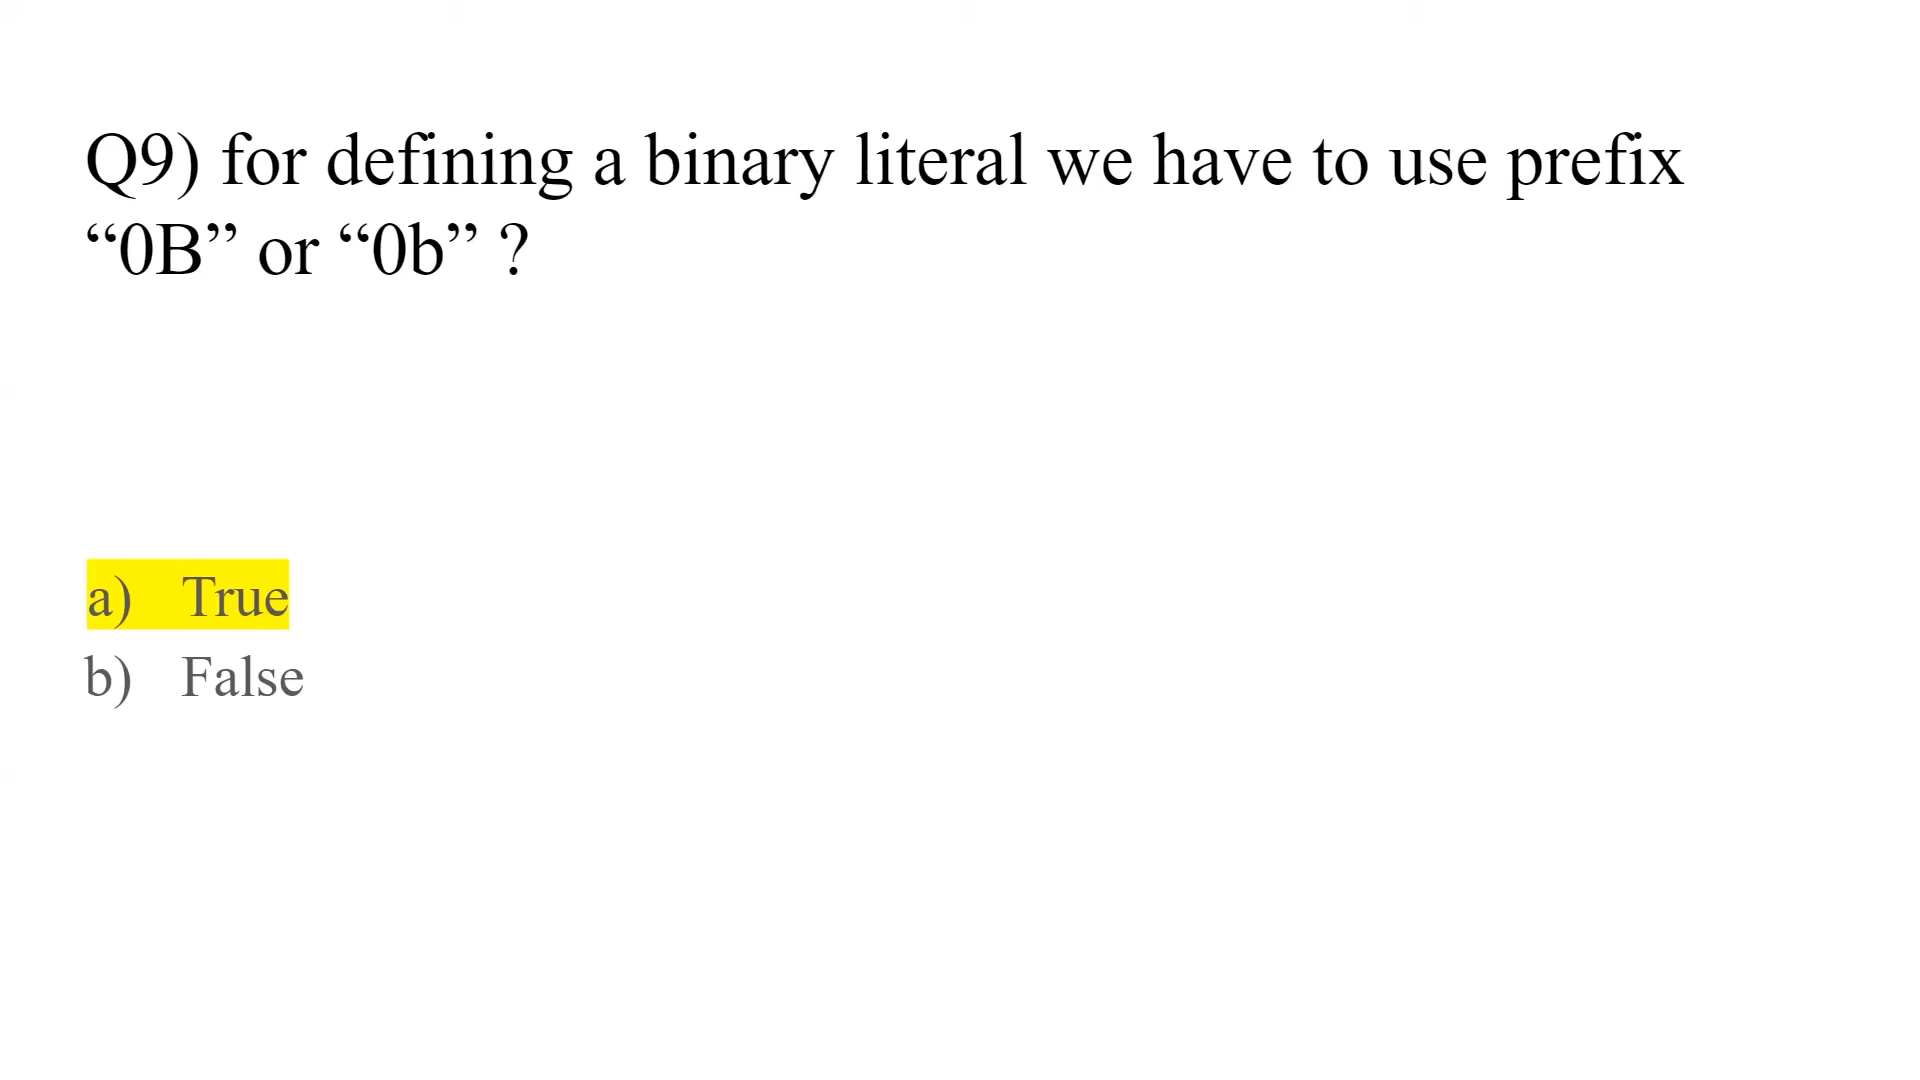 Q9) for defining a binary literal we have to use prefix
“0B” or “0b” ?
a) True
b) False